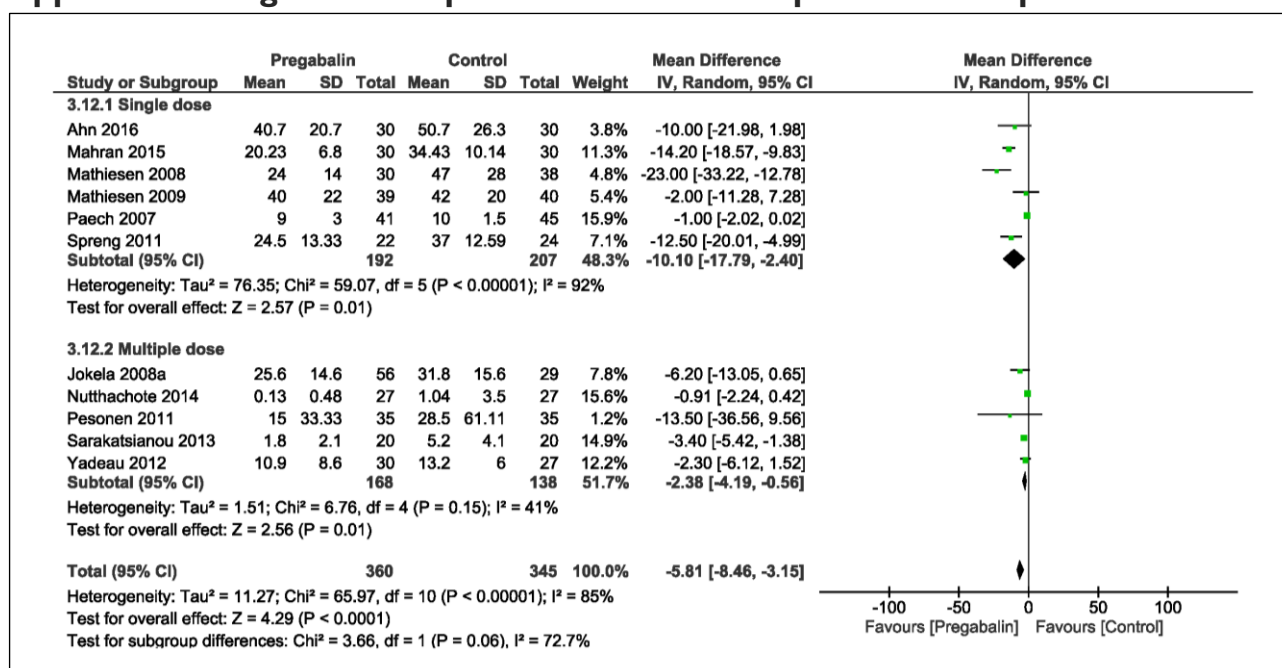 Pregabalin Control Mean Difference Mean Difference
Study or Subgroup Mean SD Total Mean SD Total Weight IV, Random, 95% CI IV, Random, 95% CI
3.12.1 Single dose
Ahn 2016 40.7 20.7 30 50.7 26.3 30 3.8% -10.00 [-21.98, 1.98]
Mahran 2015 20.23 6.8 30 34.43 10.14 30 11.3% -14.20 [-18.57, -9.83]
Mathiesen 2008 24 14 30 47 28 38 4.8% -23.00 [-33.22, -12.78]
Mathiesen 2009 40 22 39 42 20 40 5.4% -2.00 [-11.28, 7.28]
Paech 2007 9 3 41 10 1.5 45 15.9% -1.00 [-2.02, 0.02]
Spreng 2011 24.5 13.33 22 37 12.59 24 7.1% -12.50 [-20.01, -4.99]
Subtotal (95% CI) 192 207 48.3% -10.10 [-17.79, -2.40]
Heterogeneity: Tau² = 76.35; Chi² = 59.07, df = 5 (P < 0.00001); I² = 92%
Test for overall effect: Z = 2.57 (P = 0.01)
3.12.2 Multiple dose
Jokela 2008a 25.6 14.6 56 31.8 15.6 29 7.8% -6.20 [-13.05, 0.65]
Nutthachote 2014 0.13 0.48 27 1.04 3.5 27 15.6% -0.91 [-2.24, 0.42]
Pesonen 2011 15 33.33 35 28.5 61.11 35 1.2% -13.50 [-36.56, 9.56]
Sarakatsianou 2013 1.8 2.1 20 5.2 4.1 20 14.9% -3.40 [-5.42, -1.38]
Yadeau 2012 10.9 8.6 30 13.2 6 27 12.2% -2.30 [-6.12, 1.52]
Subtotal (95% CI) 168 138 51.7% -2.38 [-4.19, -0.56]
Heterogeneity: Tau² = 1.51; Chi² = 6.76, df = 4 (P = 0.15); I² = 41%
Test for overall effect: Z = 2.56 (P = 0.01)
Total (95% CI) 360 345 100.0% -5.81 [-8.46, -3.15]
Heterogeneity: Tau² = 11.27; Chi² = 65.97, df = 10 (P < 0.00001); I² = 85%
Test for overall effect: Z = 4.29 (P < 0.0001)
Test for subgroup differences: Chi² = 3.66, df = 1 (P = 0.06), I² = 72.7%
-100 -50 0 50 100
Favours [Pregabalin] Favours [Control]